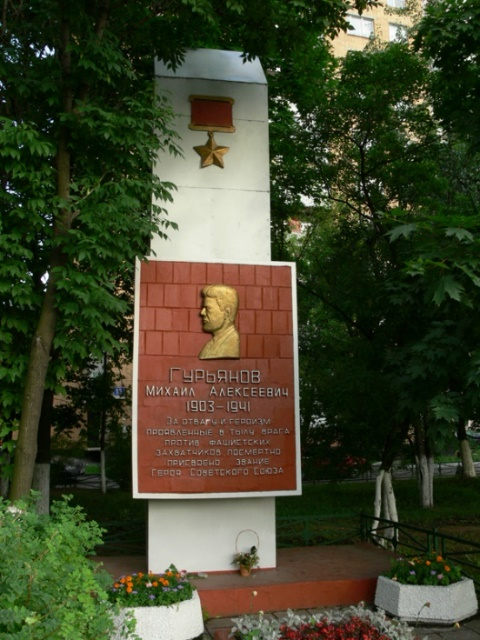 ГУРЬЯНОВ
МИХАИЛ АЛЕКСЕЕВИЧ
1903-1941
ЗА ОТВАГУ И ГЕРОИЗМ
ПРОЯВЛЕННЫЕ В ТЫЛУ ВРАГА
ПРОТИВ ФАШИСТСКИХ
ЗАХВАТЧИКОВ ПОСМЕРТНО
ПРИСВОЕНО ЗВАНИЕ
ГЕРОЯ СОВЕТСКОГО СОЮЗА